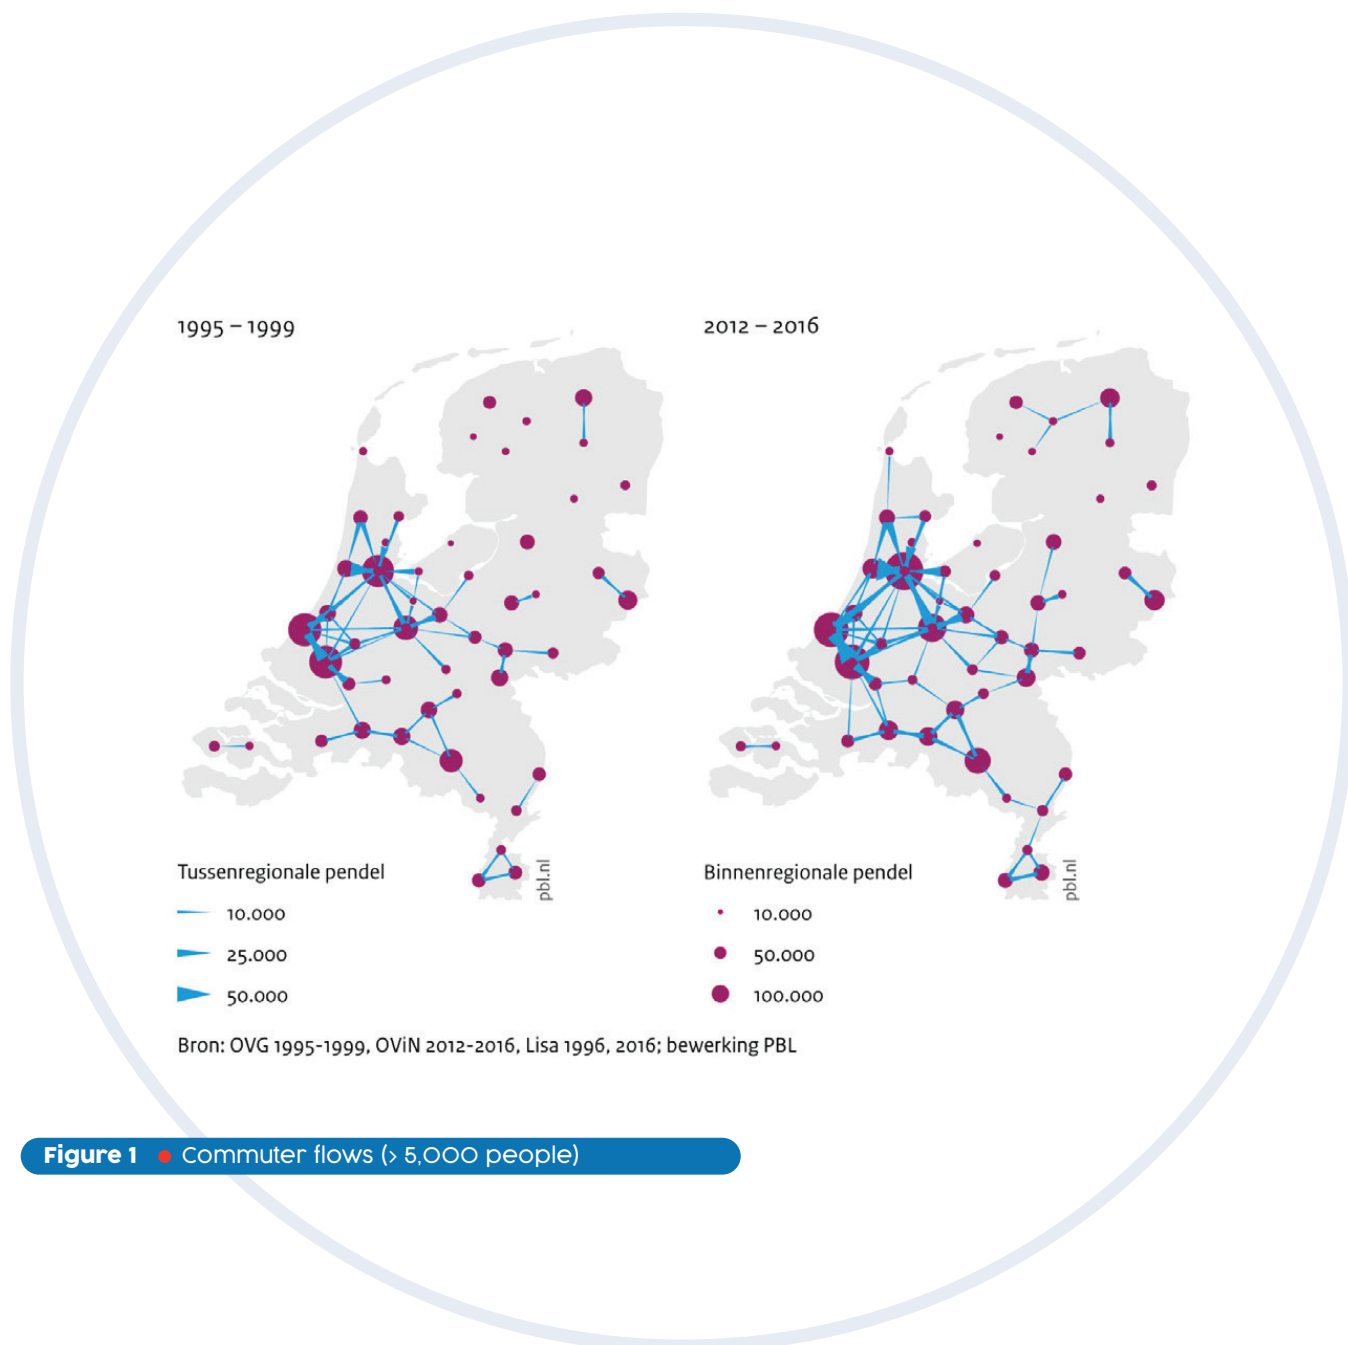 1995 – 1999
2012 – 2016
Tussenregionale pendel
10.000
25.000
50.000
pbl.nl
Binnenregionale pendel
10.000
50.000
100.000
pbl.nl
Bron: OVG 1995-1999, OViN 2012-2016, Lisa 1996, 2016; bewerking PBL
Figure 1 • Commuter flows (> 5,000 people)